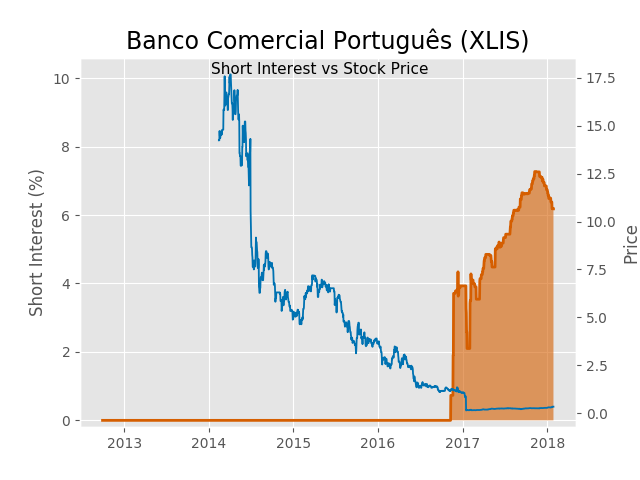 Banco Comercial Português (XLIS)
Short Interest vs Stock Price
Short Interest (%)
10
8
6
4
2
0
17.5
15.0
12.5
10.0
7.5
5.0
2.5
0.0
Price
2013 2014 2015 2016 2017 2018